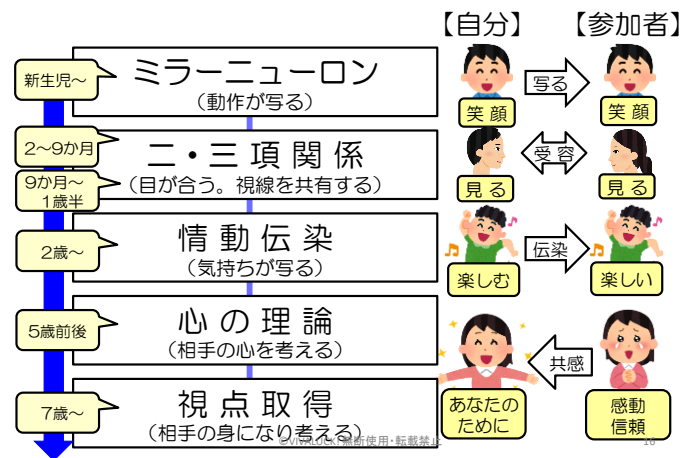 【自分】 【参加者】
新生児～
ミラーニューロン
（動作が写る）
笑 顔
写る
笑 顔
2～9か月
9か月～
1歳半
二・三 項 関 係
（目が合う。視線を共有する）
見 る
受 容
見 る
2歳～
情 動 伝 染
（気持ちが写る）
楽しむ
伝染
楽しい
5歳前後
心 の 理 論
（相手の心を考える）
共感
7歳～
視 点 取 得
（相手の身になり考える）
あなたの
ために
感動
信頼
©VIVALUCK!無断使用・転載禁止
16